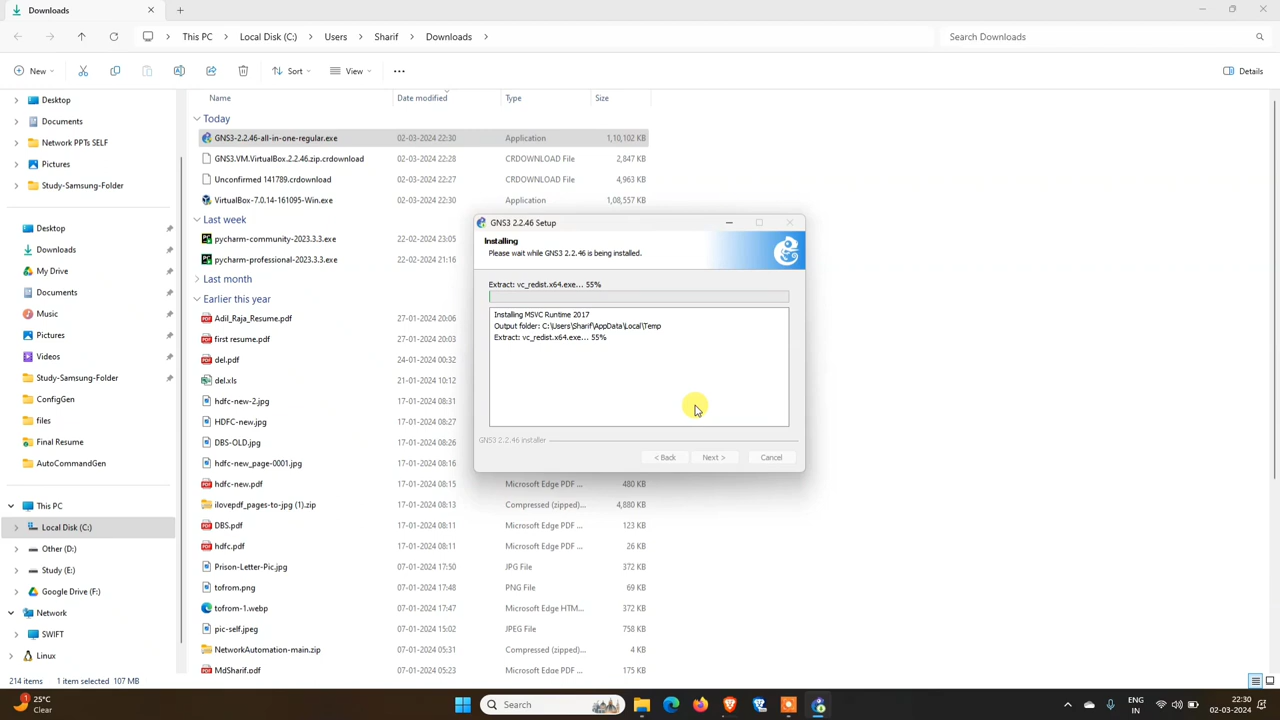 Downloads
This PC Local Disk (C:) Users Sharif Downloads
Search Downloads
New
Sort
View
Details
Name Date modified Type Size
Desktop
Documents
Network PPTs SELF
Pictures
Study-Samsung-Folder
Desktop
Downloads
My Drive
Documents
Music
Pictures
Videos
Study-Samsung-Folder
ConfigGen
files
Final Resume
AutoCommandGen
This PC
Local Disk (C:)
Other (D:)
Study (E:)
Google Drive (F:)
Network
SWIFT
Linux
Today
GNS3-2.2.46-all-in-one-regular.exe 02-03-2024 22:30 Application 1,10,102 KB
GNS3.VM.VirtualBox.2.2.46.zip.crdownload 02-03-2024 22:28 CRDOWNLOAD File 2,847 KB
Unconfirmed 141789.crdownload 02-03-2024 22:27 CRDOWNLOAD File 4,963 KB
VirtualBox-7.0.14-161095-Win.exe 02-03-2024 22:30 Application 1,08,557 KB
Last week
pycharm-community-2023.3.3.exe 22-02-2024 23:05
pycharm-professional-2023.3.3.exe 22-02-2024 21:16
Last month
Earlier this year
Adil_Raja_Resume.pdf 27-01-2024 20:06
first resume.pdf 27-01-2024 20:03
del.pdf 24-01-2024 00:32
del.xls 21-01-2024 10:12
hdfc-new-2.jpg 17-01-2024 08:31
HDFC-new.jpg 17-01-2024 08:27
DBS-OLD.jpg 17-01-2024 08:26
hdfc-new_page-0001.jpg 17-01-2024 08:16
hdfc-new.pdf 17-01-2024 08:15 Microsoft Edge PDF ... 480 KB
ilovepdf_pages-to-jpg (1).zip 17-01-2024 08:13 Compressed (zipped)... 4,880 KB
DBS.pdf 17-01-2024 08:11 Microsoft Edge PDF ... 123 KB
hdfc.pdf 17-01-2024 08:11 Microsoft Edge PDF ... 26 KB
Prison-Letter-Pic.jpg 07-01-2024 17:50 JPG File 372 KB
tofrom.png 07-01-2024 17:48 PNG File 69 KB
tofrom-1.webp 07-01-2024 17:47 Microsoft Edge HTM... 372 KB
pic-self.jpeg 07-01-2024 15:02 JPEG File 758 KB
NetworkAutomation-main.zip 07-01-2024 05:31 Compressed (zipped)... 4 KB
MdSharif.pdf 07-01-2024 05:23 Microsoft Edge PDF ... 175 KB
GNS3 2.2.46 Setup
Installing
Please wait while GNS3 2.2.46 is being installed.
Extract: vc_redist.x64.exe... 55%
Installing MSVC Runtime 2017
Output folder: C:\Users\Sharif\AppData\Local\Temp
Extract: vc_redist.x64.exe... 55%
GNS3 2.2.46 installer
< Back Next > Cancel
214 items 1 item selected 107 MB
1
25°C
Clear
Search
ENG
IN
22:30
02-03-2024